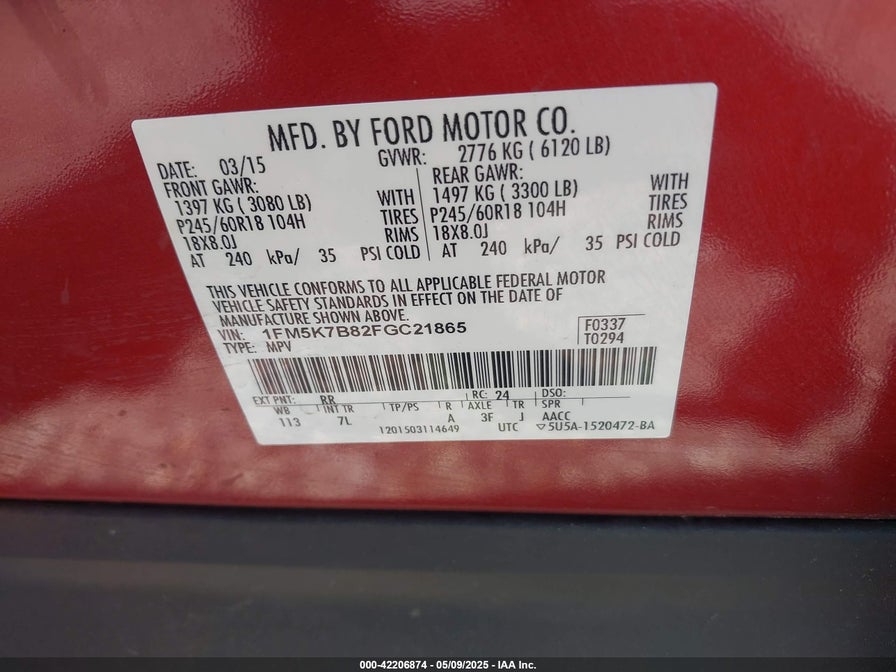 MFD. BY FORD MOTOR CO.
DATE: 03/15 GVWR: 2776 KG ( 6120 LB)
FRONT GAWR: REAR GAWR:
1397 KG ( 3080 LB) WITH 1497 KG ( 3300 LB) WITH
P245/60R18 104H TIRES P245/60R18 104H TIRES
18X8.0J RIMS 18X8.0J RIMS
AT 240 kPa/ 35 PSI COLD AT 240 kPa/ 35 PSI COLD
THIS VEHICLE CONFORMS TO ALL APPLICABLE FEDERAL MOTOR
VEHICLE SAFETY STANDARDS IN EFFECT ON THE DATE OF
MANUFACTURE SHOWN ABOVE.
VIN: 1FM5K7B82FGC21865 F0337
TYPE: MPV T0294
EXT PNT: RR RC: 24 DSO:
WB INT TR TP/PS R AXLE TR SPR
113 7L A 3F J AACC
1201503114649 UTC ▽5U5A-1520472-BA
000-42206874 | 05/09/2025 | IAA Inc.